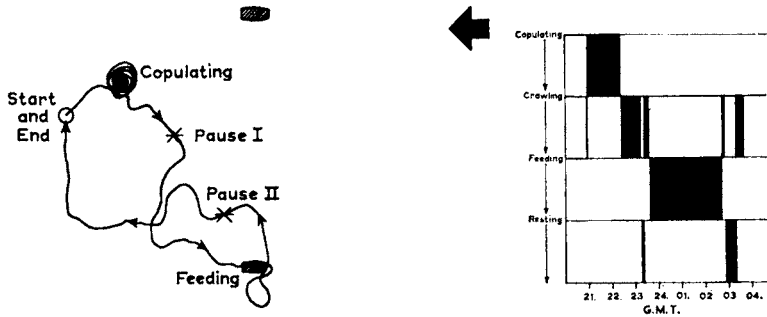 Copulating
Start
and
End
Pause I
Pause II
Feeding
Copulating
Crawling
Feeding
Resting
21. 22. 23 24. 01. 02 03 04.
G.M.T.